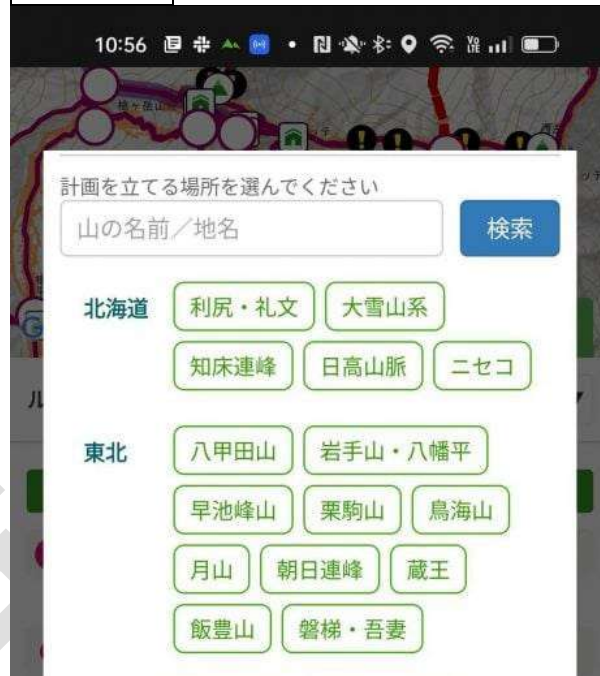 10:56
計画を立てる場所を選んでください
山の名前／地名 検索
北海道 利尻・礼文 大雪山系
知床連峰 日高山脈 ニセコ
東北 八甲田山 岩手山・八幡平
早池峰山 栗駒山 鳥海山
月山 朝日連峰 蔵王
飯豊山 磐梯・吾妻